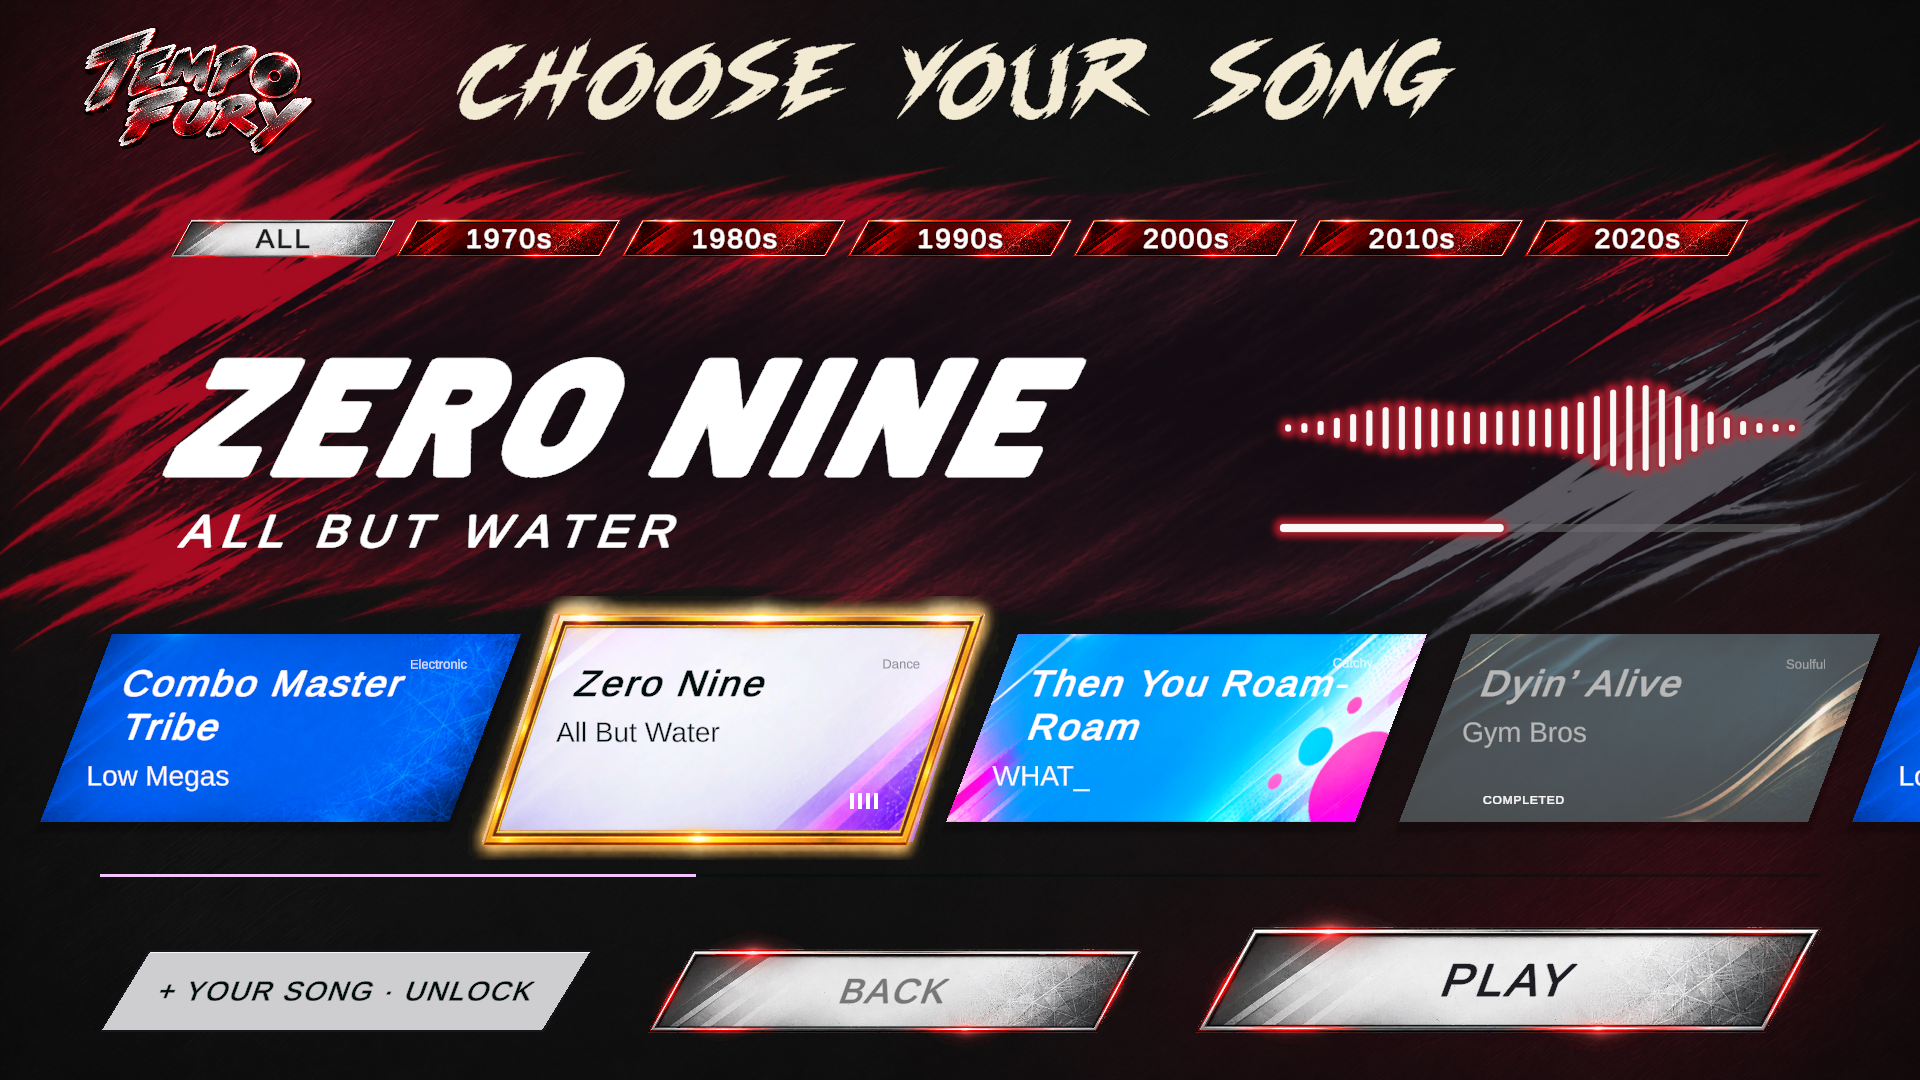 TEMPO
FURY
CHOOSE YOUR SONG
ALL
1970s
1980s
1990s
2000s
2010s
2020s
ZERO NINE
ALL BUT WATER
Electronic
Combo Master
Tribe
Low Megas
Dance
Zero Nine
All But Water
Catchy
Then You Roam-
Roam
WHAT_
Soulful
Dyin’ Alive
Gym Bros
COMPLETED
Lo
+ YOUR SONG · UNLOCK
BACK
PLAY